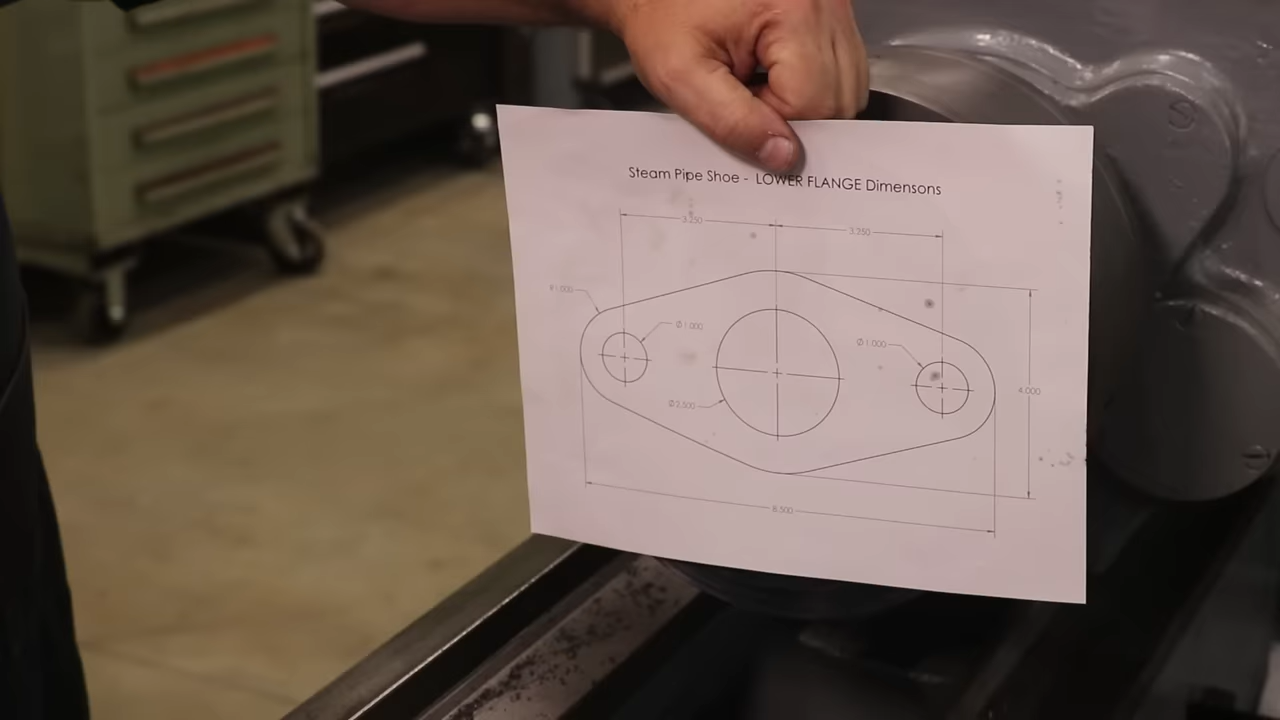 Steam Pipe Shoe - LOWER FLANGE Dimensons
3.250
3.250
R1.000
Ø1.000
Ø1.000
4.000
Ø2.500
8.500